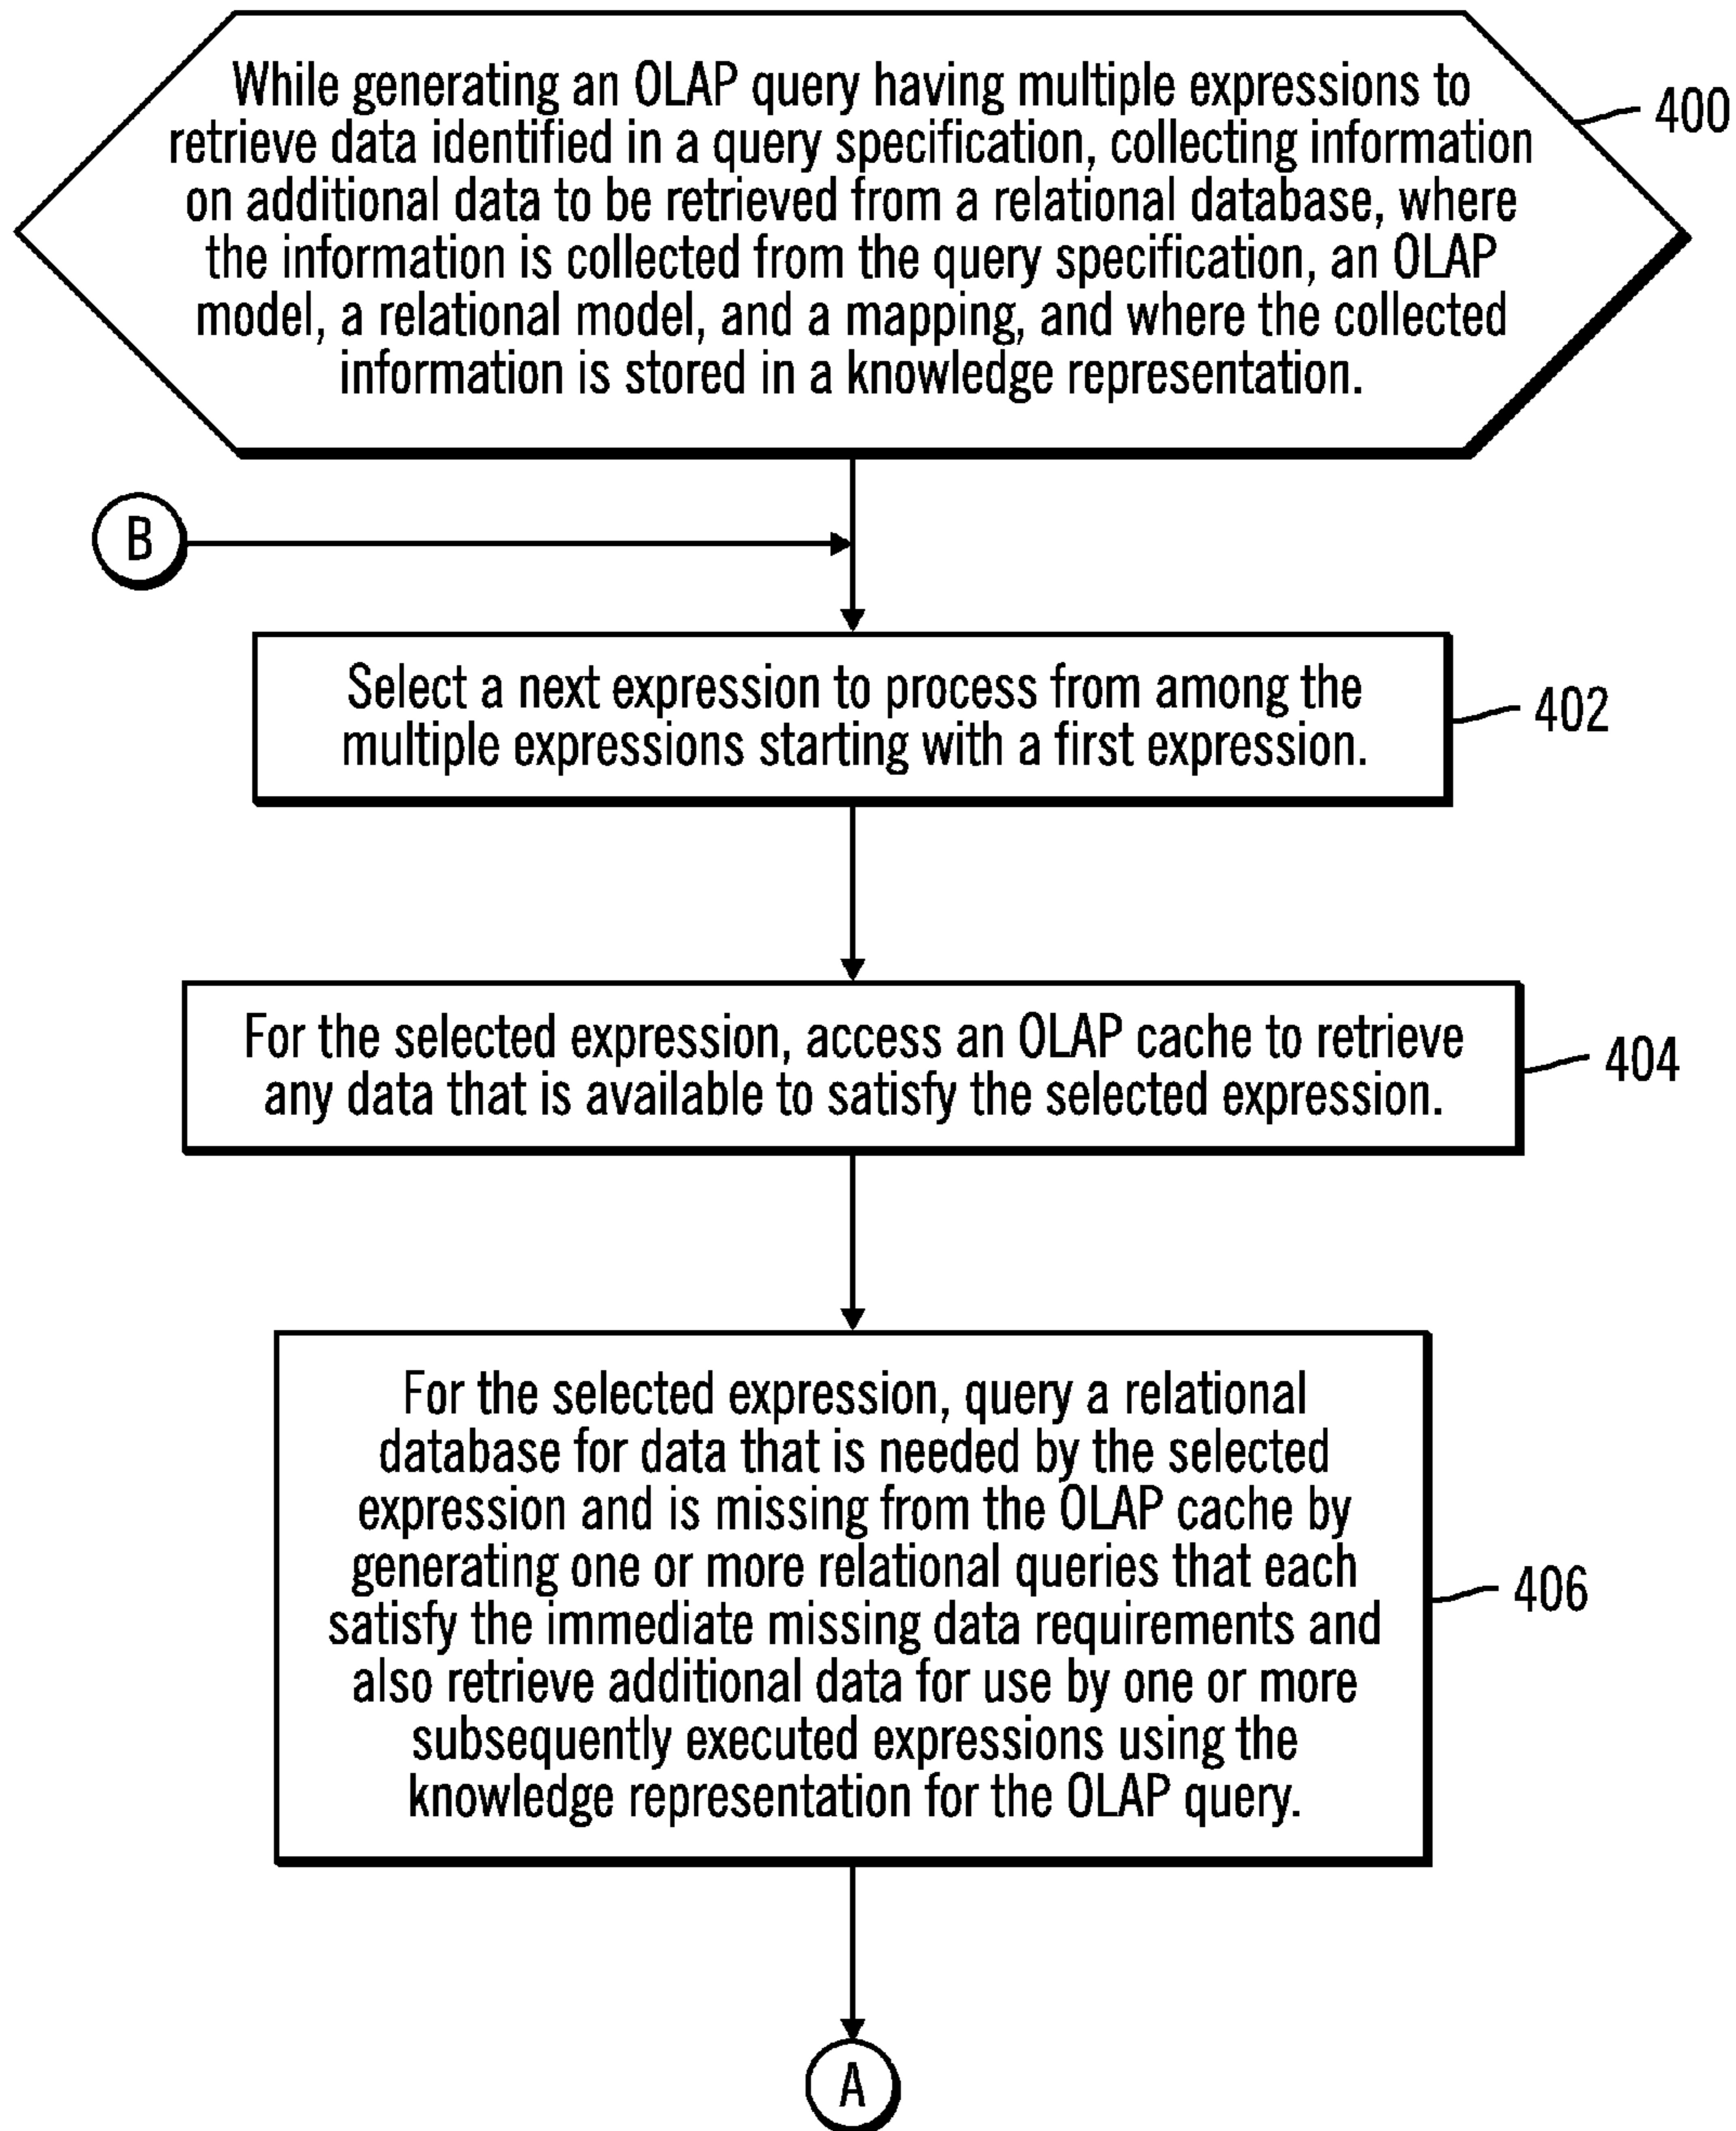 While generating an OLAP query having multiple expressions to
retrieve data identified in a query specification, collecting information
on additional data to be retrieved from a relational database, where
the information is collected from the query specification, an OLAP
model, a relational model, and a mapping, and where the collected
information is stored in a knowledge representation.
400
B
Select a next expression to process from among the
multiple expressions starting with a first expression.
402
For the selected expression, access an OLAP cache to retrieve
any data that is available to satisfy the selected expression.
404
For the selected expression, query a relational
database for data that is needed by the selected
expression and is missing from the OLAP cache by
generating one or more relational queries that each
satisfy the immediate missing data requirements and
also retrieve additional data for use by one or more
subsequently executed expressions using the
knowledge representation for the OLAP query.
406
A